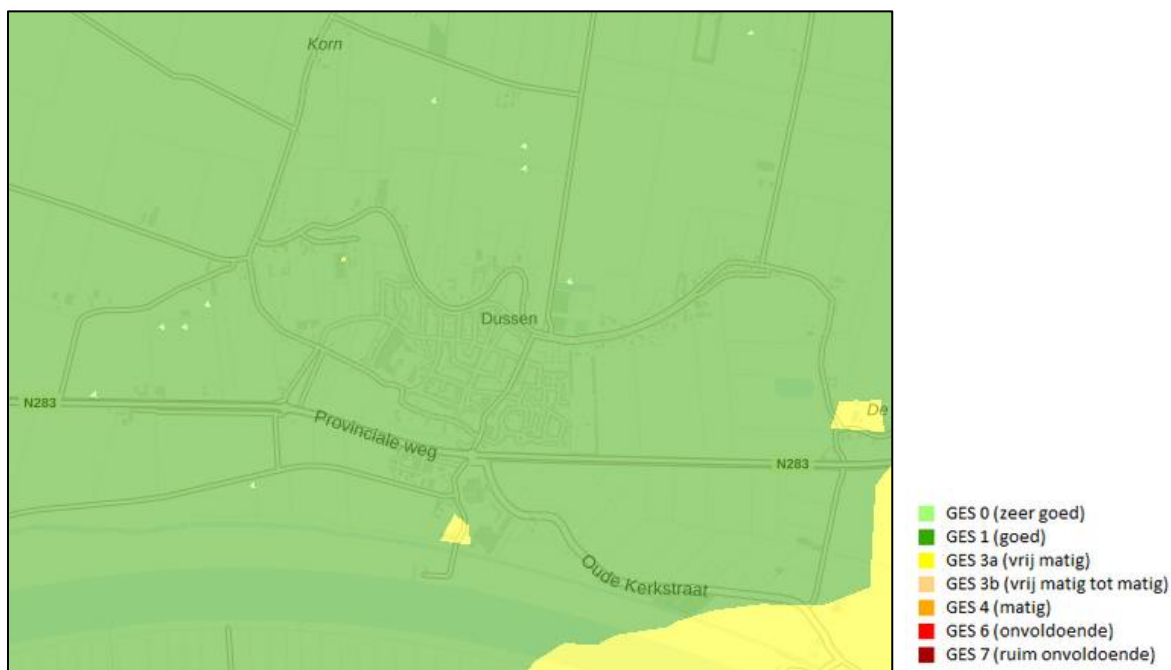 Korn
Dussen
N283
De
Provinciale weg
N283
Oude Kerkstraat
GES 0 (zeer goed)
GES 1 (goed)
GES 3a (vrij matig)
GES 3b (vrij matig tot matig)
GES 4 (matig)
GES 6 (onvoldoende)
GES 7 (ruim onvoldoende)